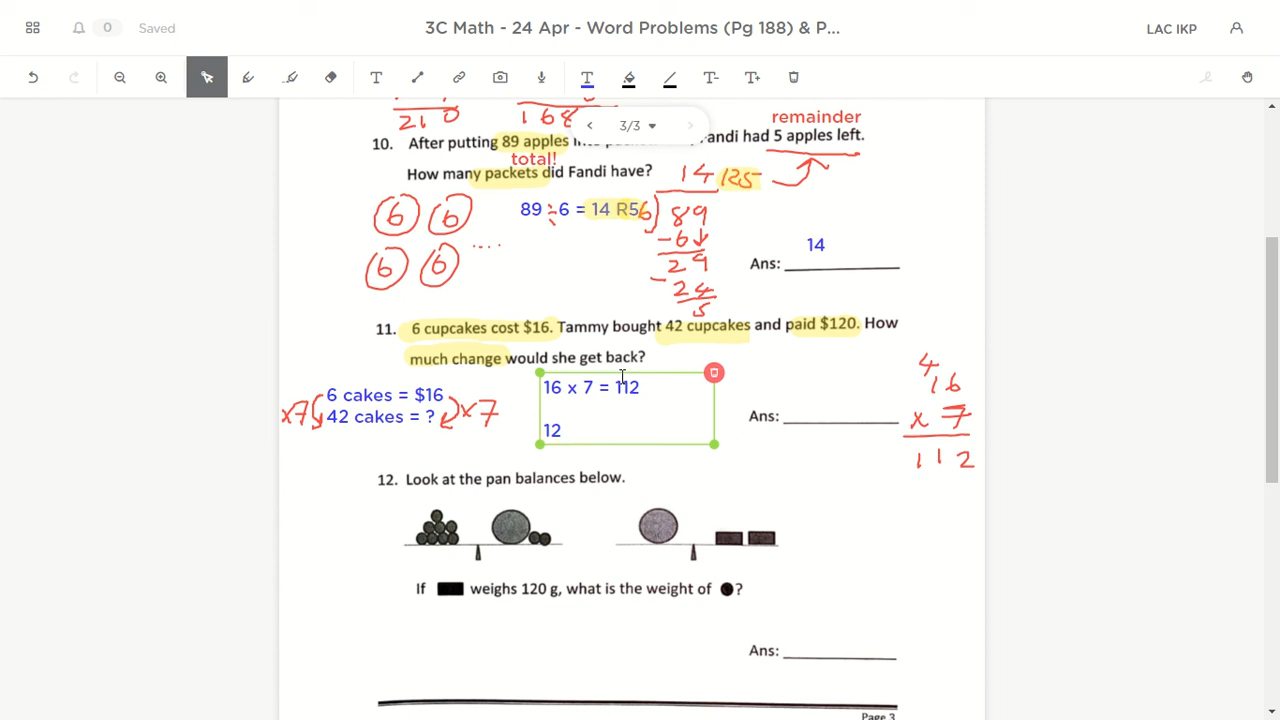 0
Saved
3C Math - 24 Apr - Word Problems (Pg 188) & P...
LAC IKP
T
T
T-
T+
210
168
3/3
remainder
10. After putting 89 apples andi had 5 apples left.
total!
How many packets did Fandi have?
14 R5
6 6
89 ÷ 6 = 14 R5
6 89
-6
14
6 6 ....
29
Ans:
- 24
5
11. 6 cupcakes cost $16. Tammy bought 42 cupcakes and paid $120. How
much change would she get back?
4
16
16 x 7 = 112
x7 6 cakes = $16 x7
42 cakes = ?
Ans:
x 7
12
112
12. Look at the pan balances below.
If weighs 120 g, what is the weight of ?
Ans:
Page 3